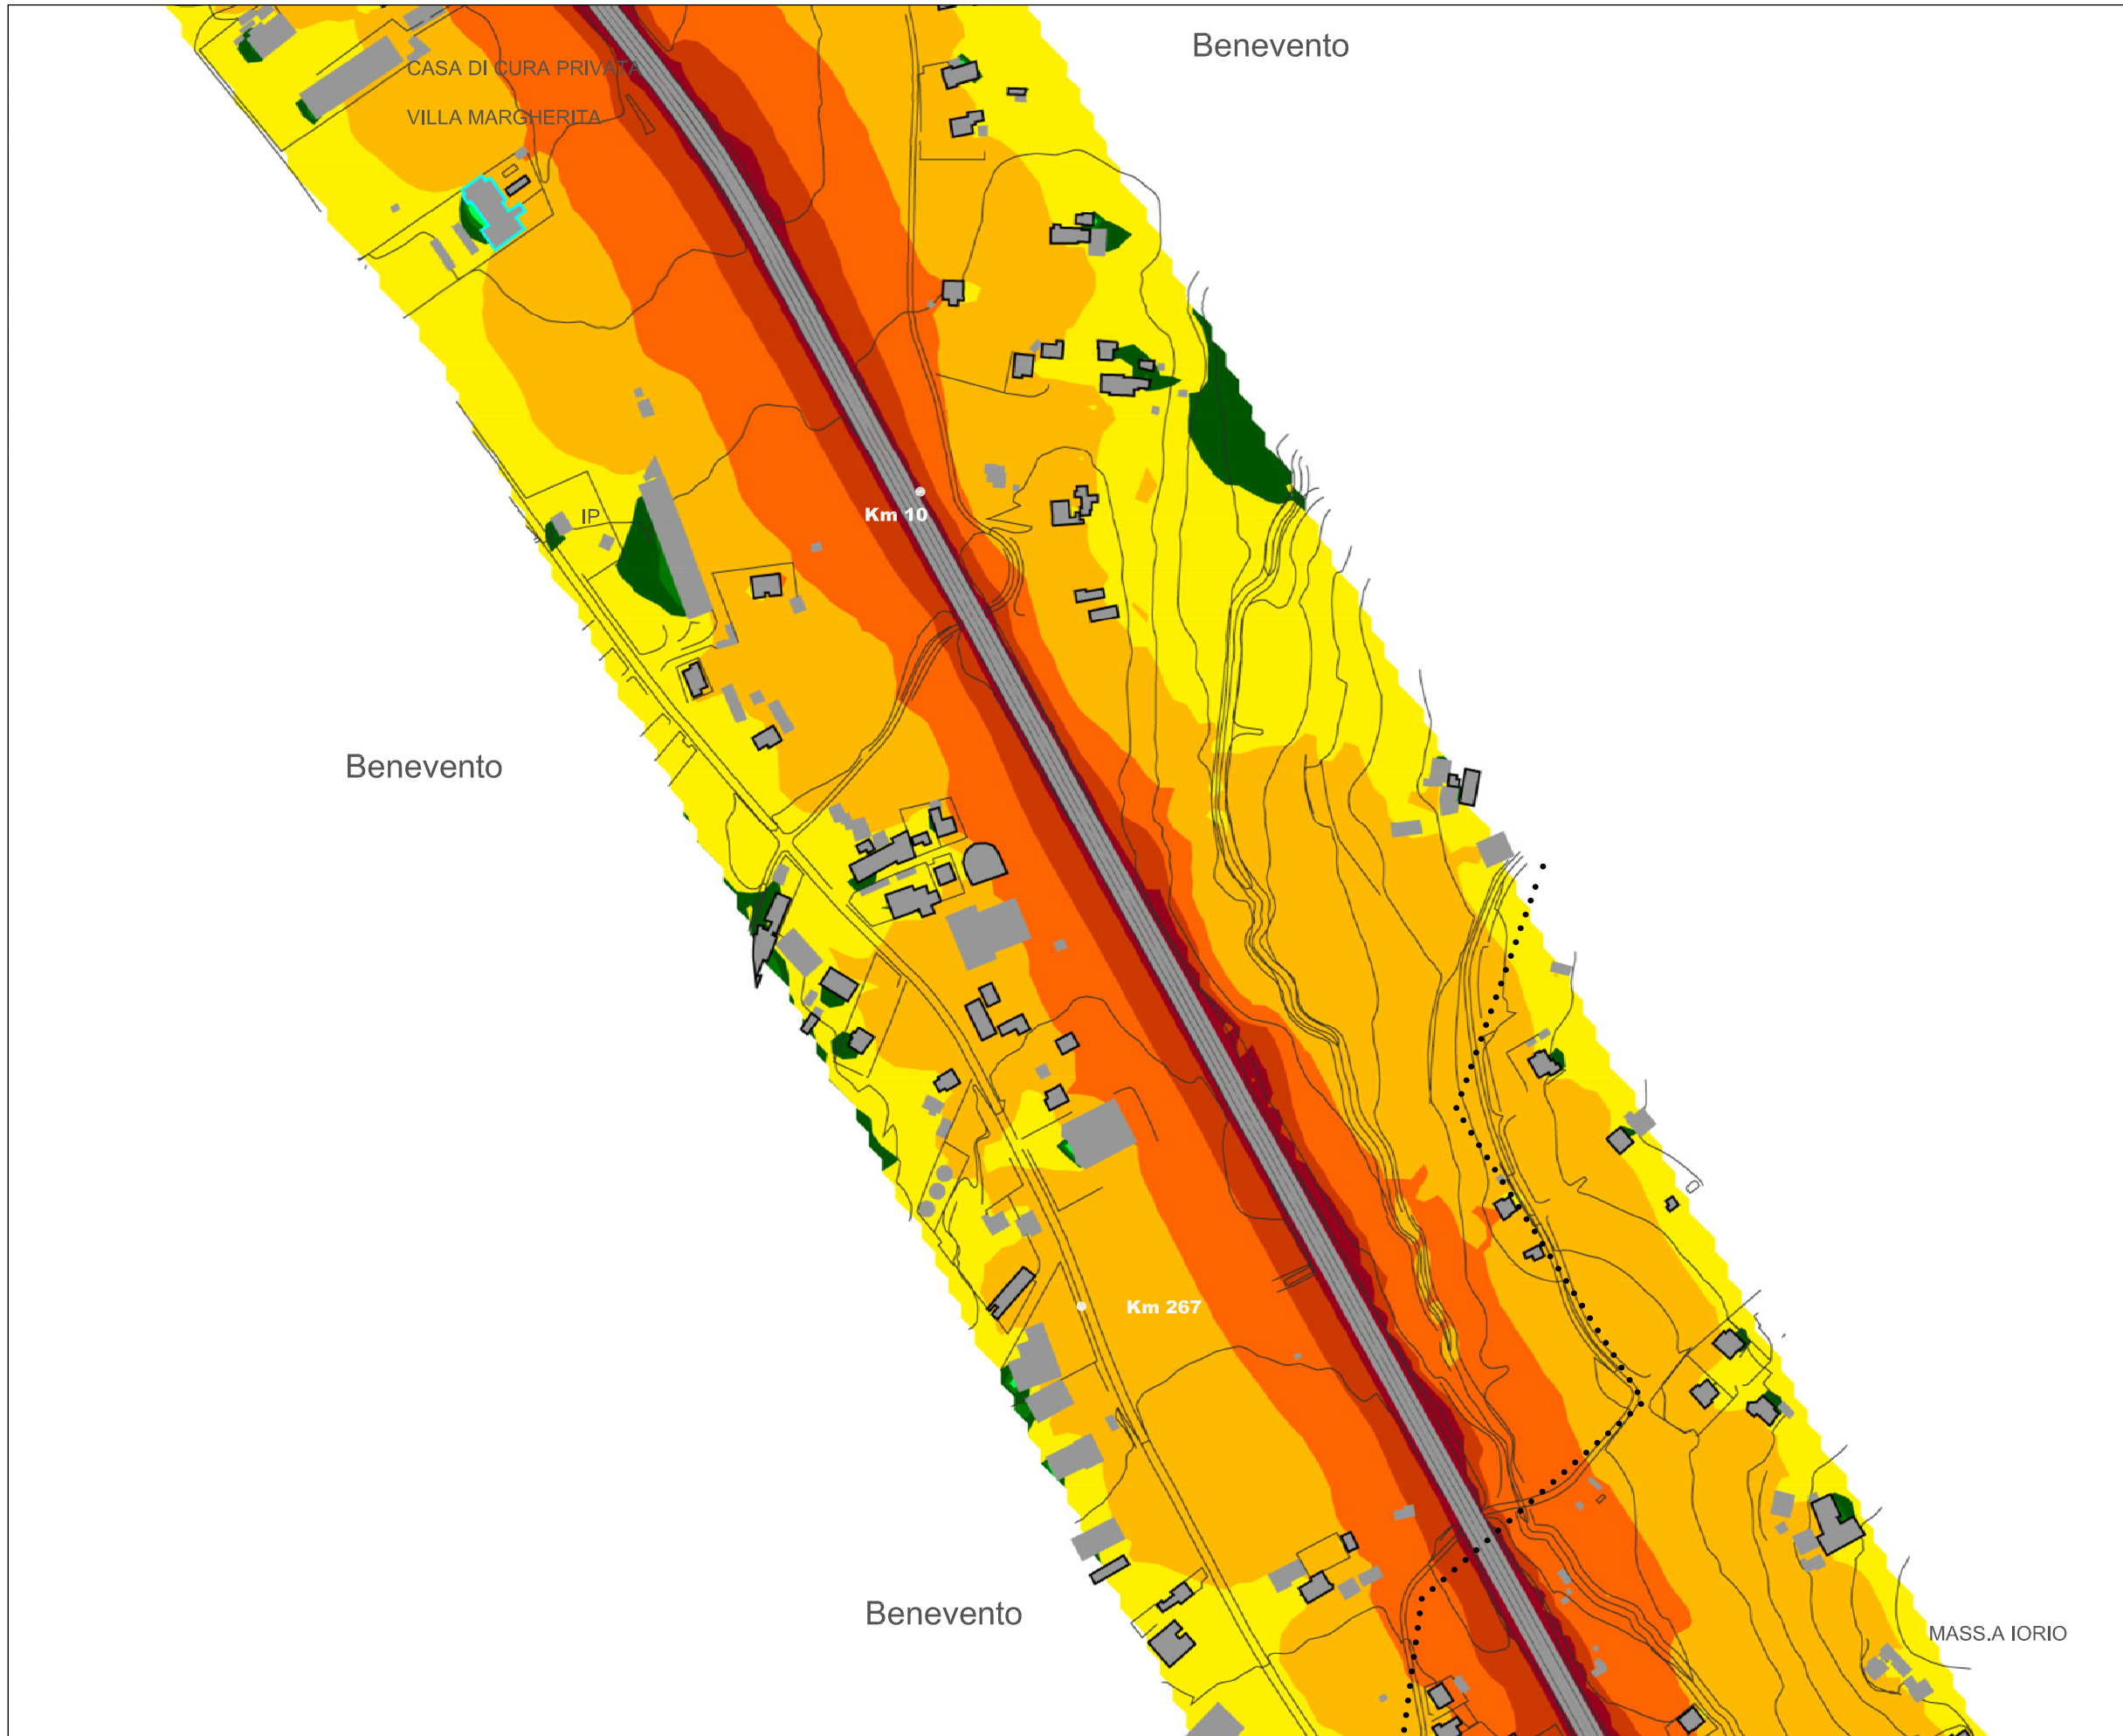 Benevento
CASA DI CURA PRIVATA
VILLA MARGHERITA
Km 10
IP
Benevento
Km 267
Benevento
MASS.A IORIO